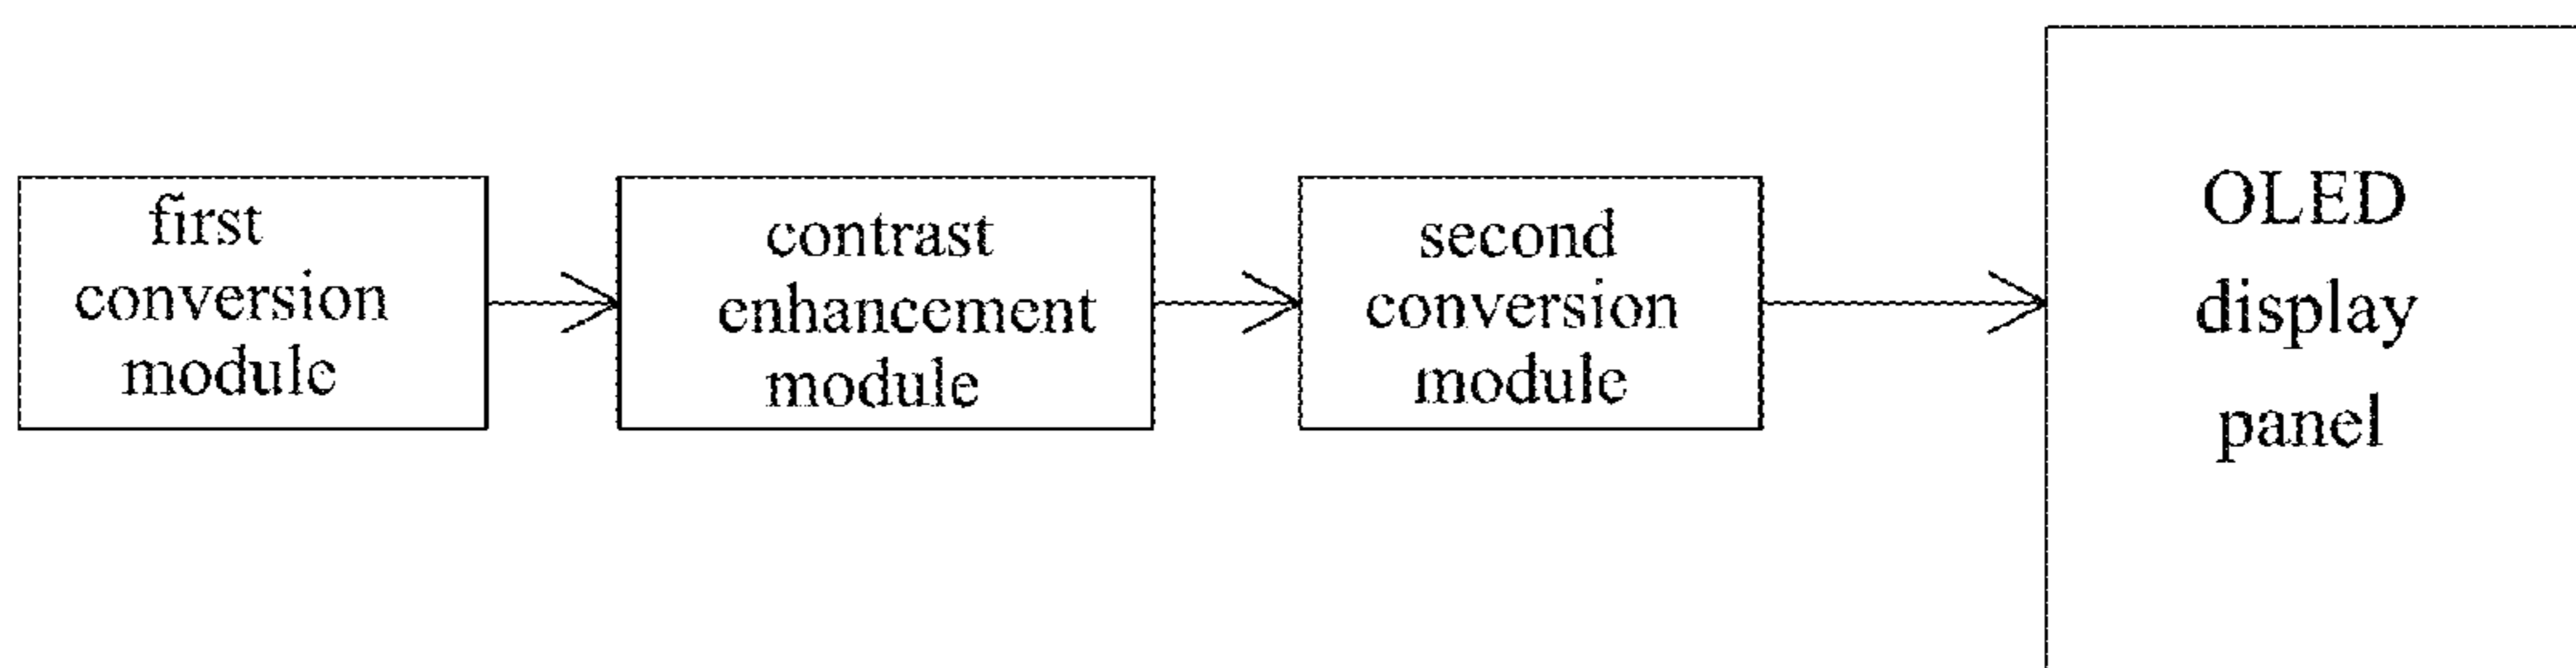 first
conversion
module
contrast
enhancement
module
second
conversion
module
OLED
display
panel